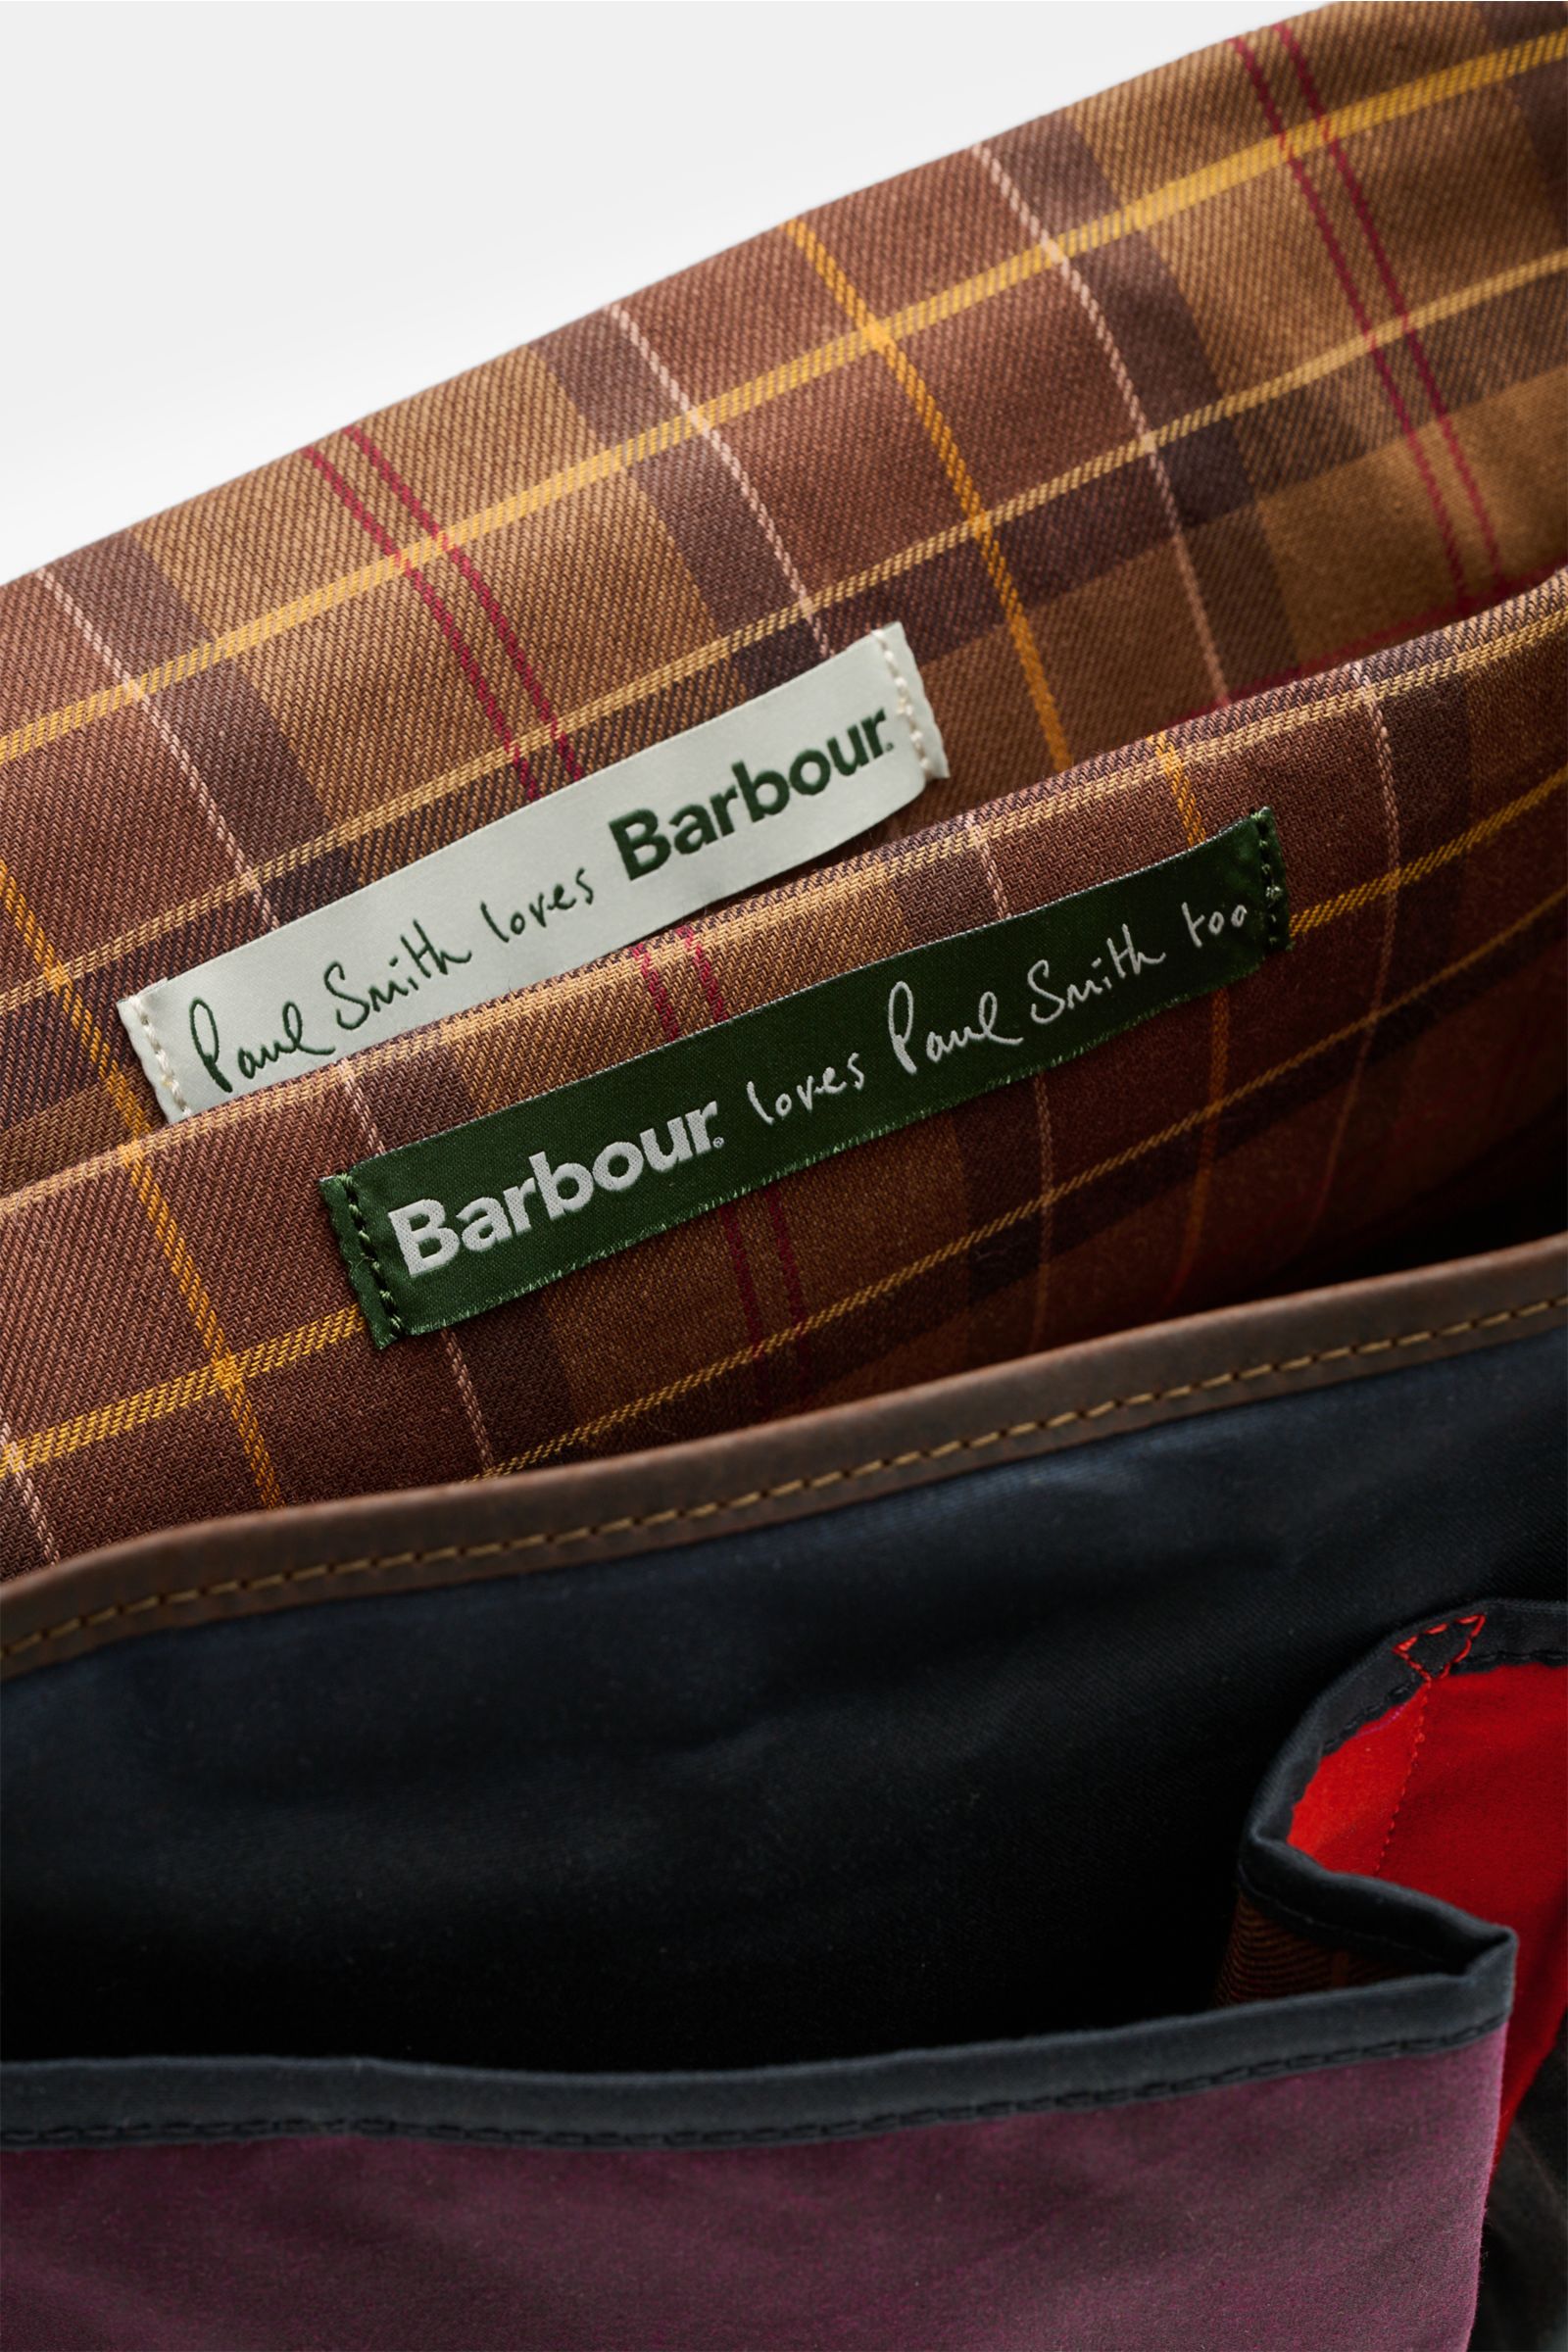 Paul Smith loves Barbour.
Barbour. loves Paul Smith too